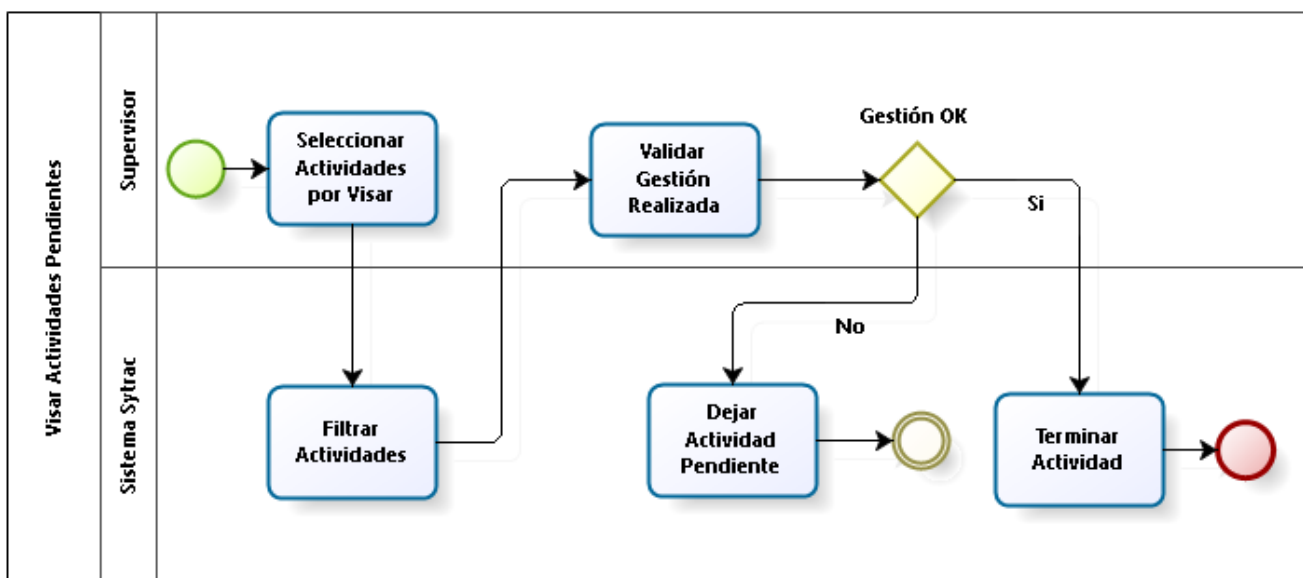 Visar Actividades Pendientes
Supervisor
Seleccionar
Actividades
por Visar
Validar
Gestión
Realizada
Gestión OK
Si
No
Sistema Sytrac
Filtrar
Actividades
Dejar
Actividad
Pendiente
Terminar
Actividad